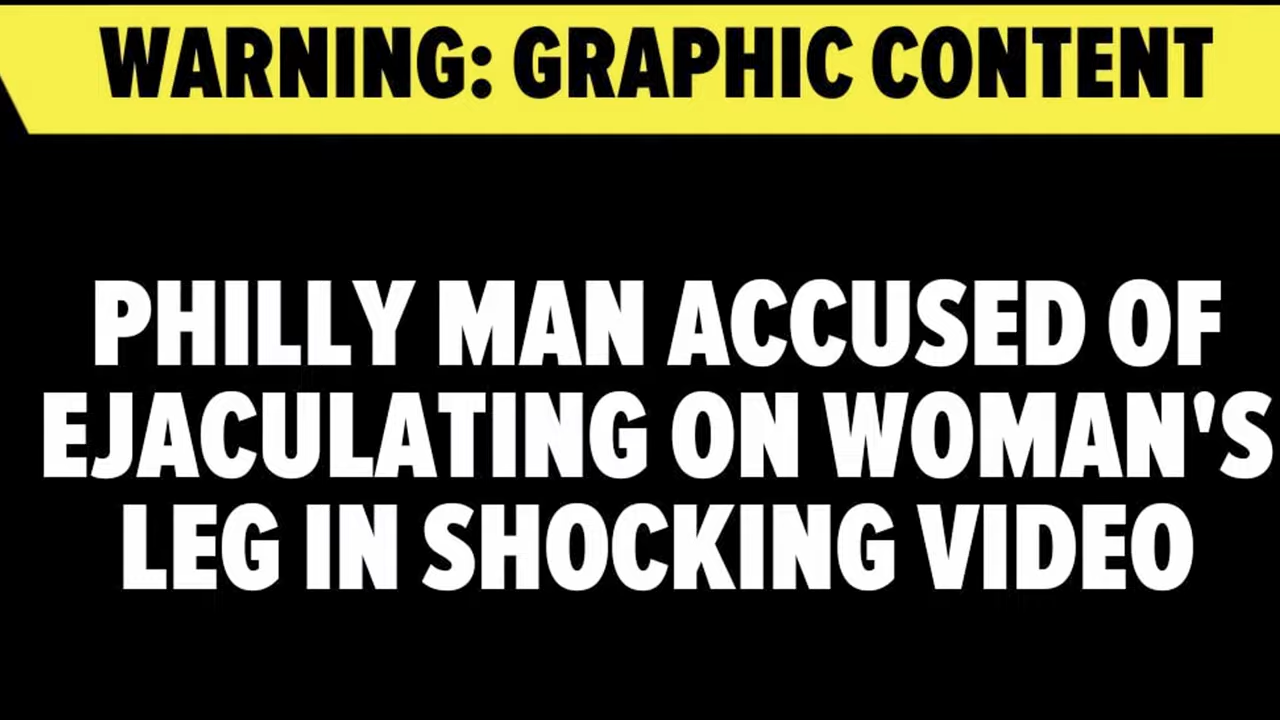 WARNING: GRAPHIC CONTENT
PHILLY MAN ACCUSED OF
EJACULATING ON WOMAN'S
LEG IN SHOCKING VIDEO